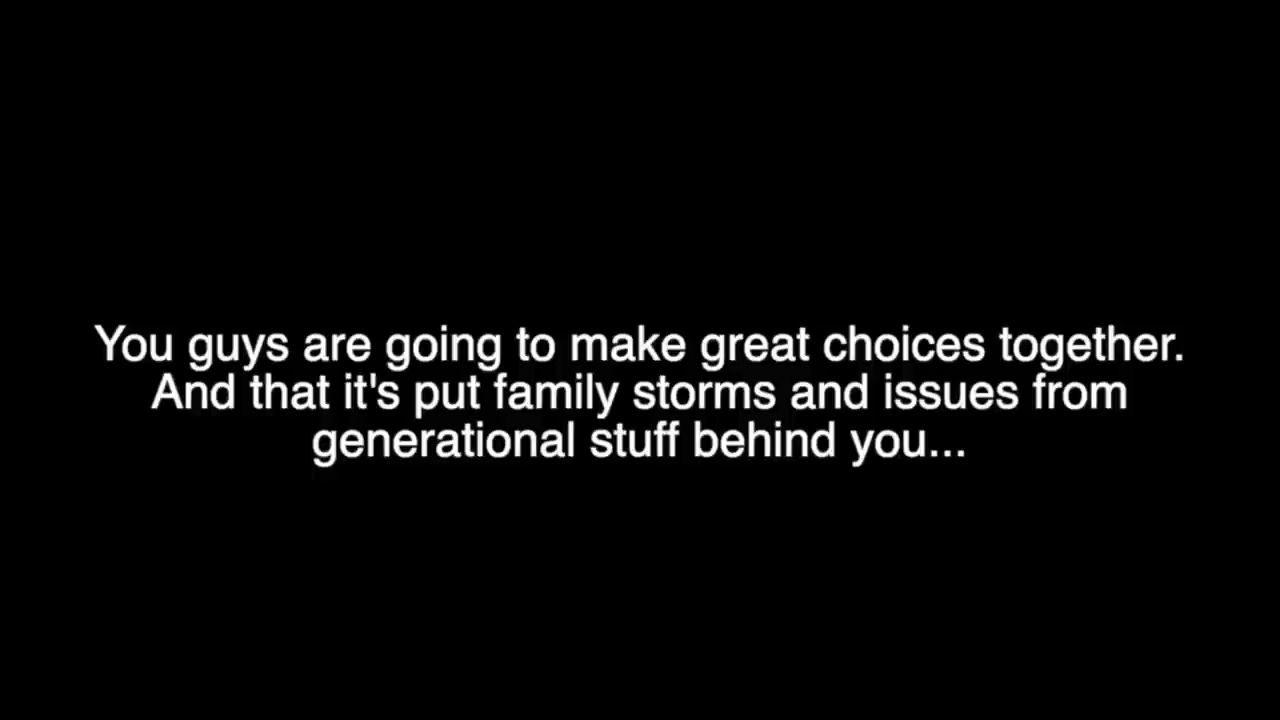 You guys are going to make great choices together.
And that it's put family storms and issues from
generational stuff behind you...